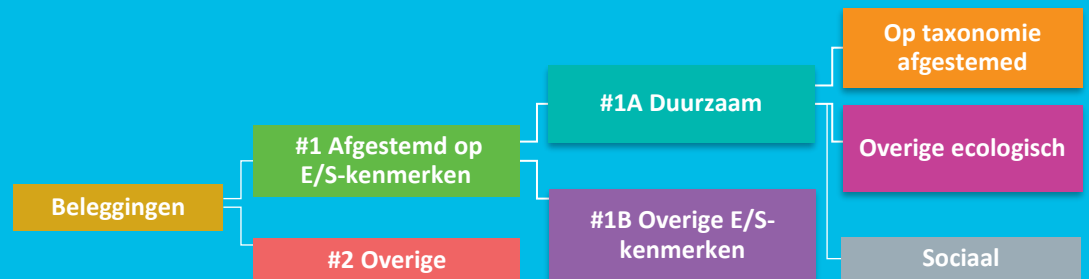 Beleggingen
#1 Afgestemd op
E/S-kenmerken
#2 Overige
#1A Duurzaam
#1B Overige E/S-
kenmerken
Op taxonomie
afgestemed
Overige ecologisch
Sociaal